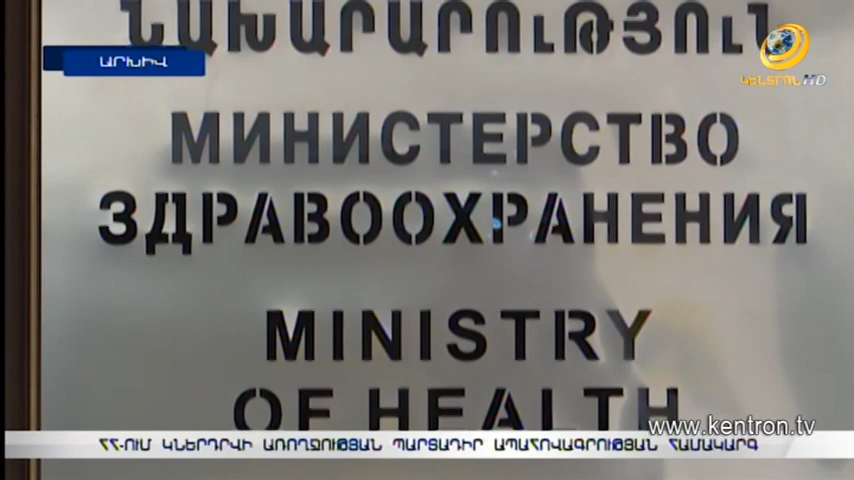 ՆԱԽԱՐԱՐՈՒԹՅՈՒՆ
ԱՐԽԻՎ
ԿԵՆՏՐՈՆ HD
МИНИСТЕРСТВО
ЗДРАВООХРАНЕНИЯ
MINISTRY
OF HEALTH
www.kentron.tv
ՀՀ-ՈՒՄ ԿՆԵՐԴՐՎԻ ԱՌՈՂՋՈՒԹՅԱՆ ՊԱՐՏԱԴԻՐ ԱՊԱՀՈՎԱԳՐՈՒԹՅԱՆ ՀԱՄԱԿԱՐԳ